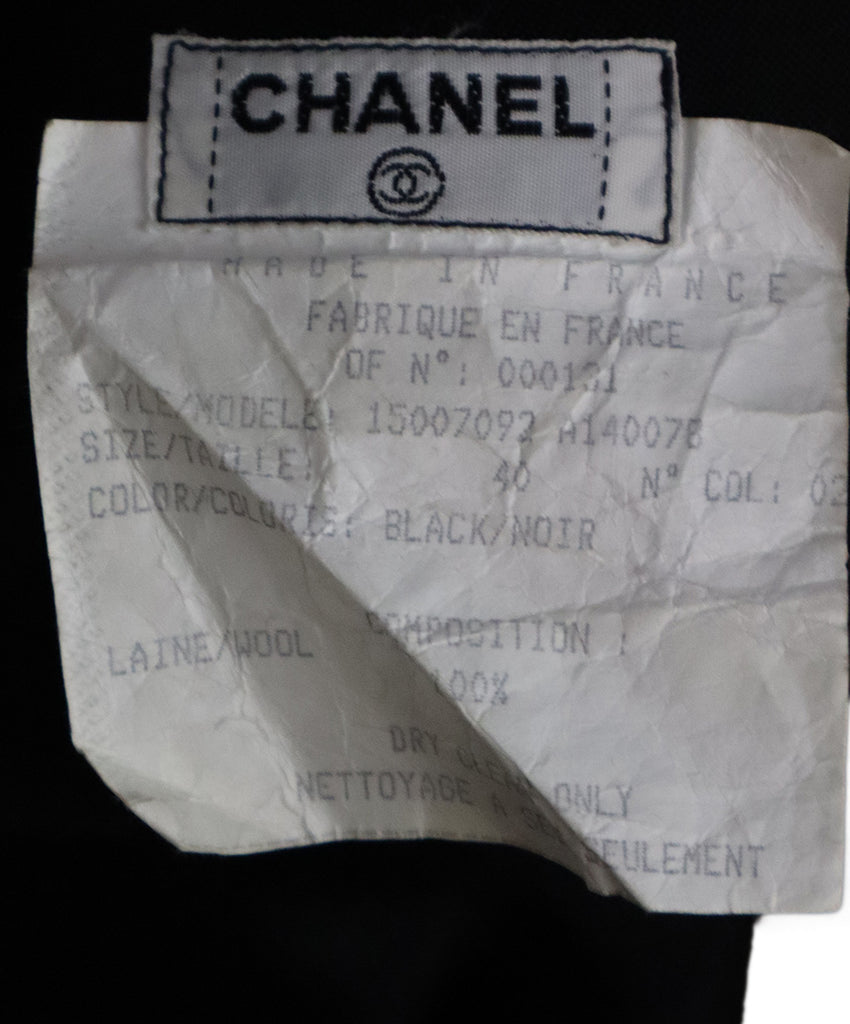 CHANEL
MADE IN FRANCE
FABRIQUE EN FRANCE
OF N°: 000131
STYLE/MODELE: 15007092 A14007B
SIZE/TAILLE: 40 N° COL: 02
COLOR/COLORIS: BLACK/NOIR
COMPOSITION :
LAINE/WOOL 100%
DRY CLEAN ONLY
NETTOYAGE A SEC SEULEMENT